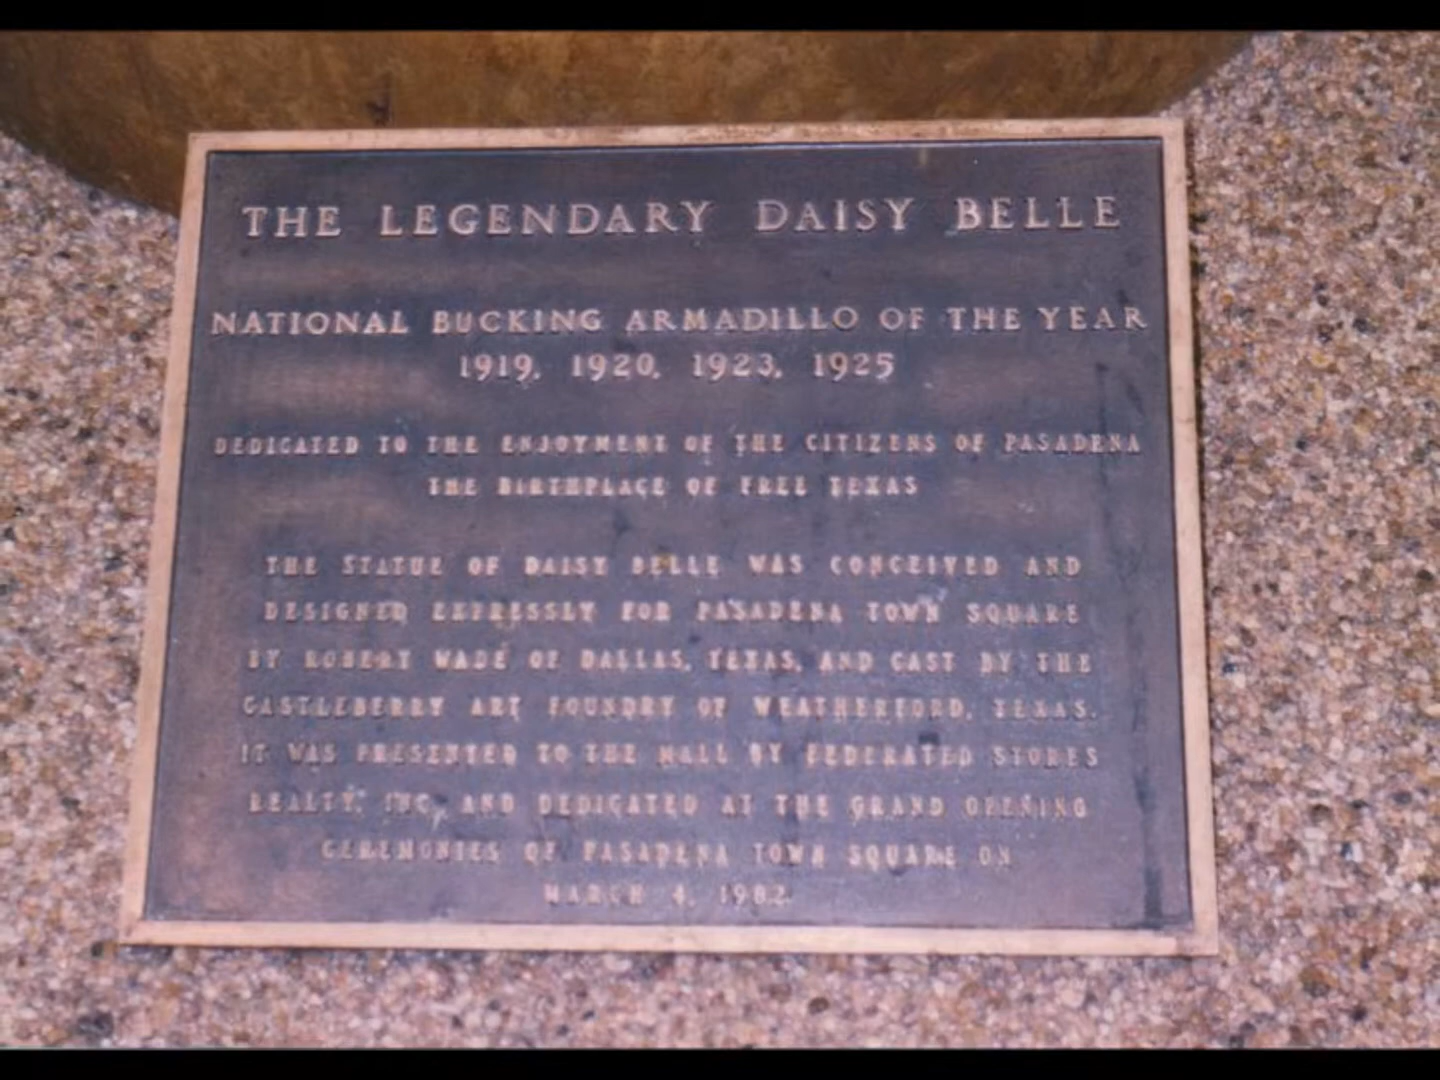 THE LEGENDARY DAISY BELLE
NATIONAL BUCKING ARMADILLO OF THE YEAR
1919, 1920, 1923, 1925
DEDICATED TO THE ENJOYMENT OF THE CITIZENS OF PASADENA
THE BIRTHPLACE OF FREE TEXAS
THE STATUE OF DAISY BELLE WAS CONCEIVED AND
DESIGNED EXPRESSLY FOR PASADENA TOWN SQUARE
BY ROBERT WADE OF DALLAS, TEXAS, AND CAST BY THE
CASTLEBERRY ART FOUNDRY OF WEATHERFORD, TEXAS.
IT WAS PRESENTED TO THE MALL BY FEDERATED STORES
REALTY, INC. AND DEDICATED AT THE GRAND OPENING
CEREMONIES OF PASADENA TOWN SQUARE ON
MARCH 4, 1982.